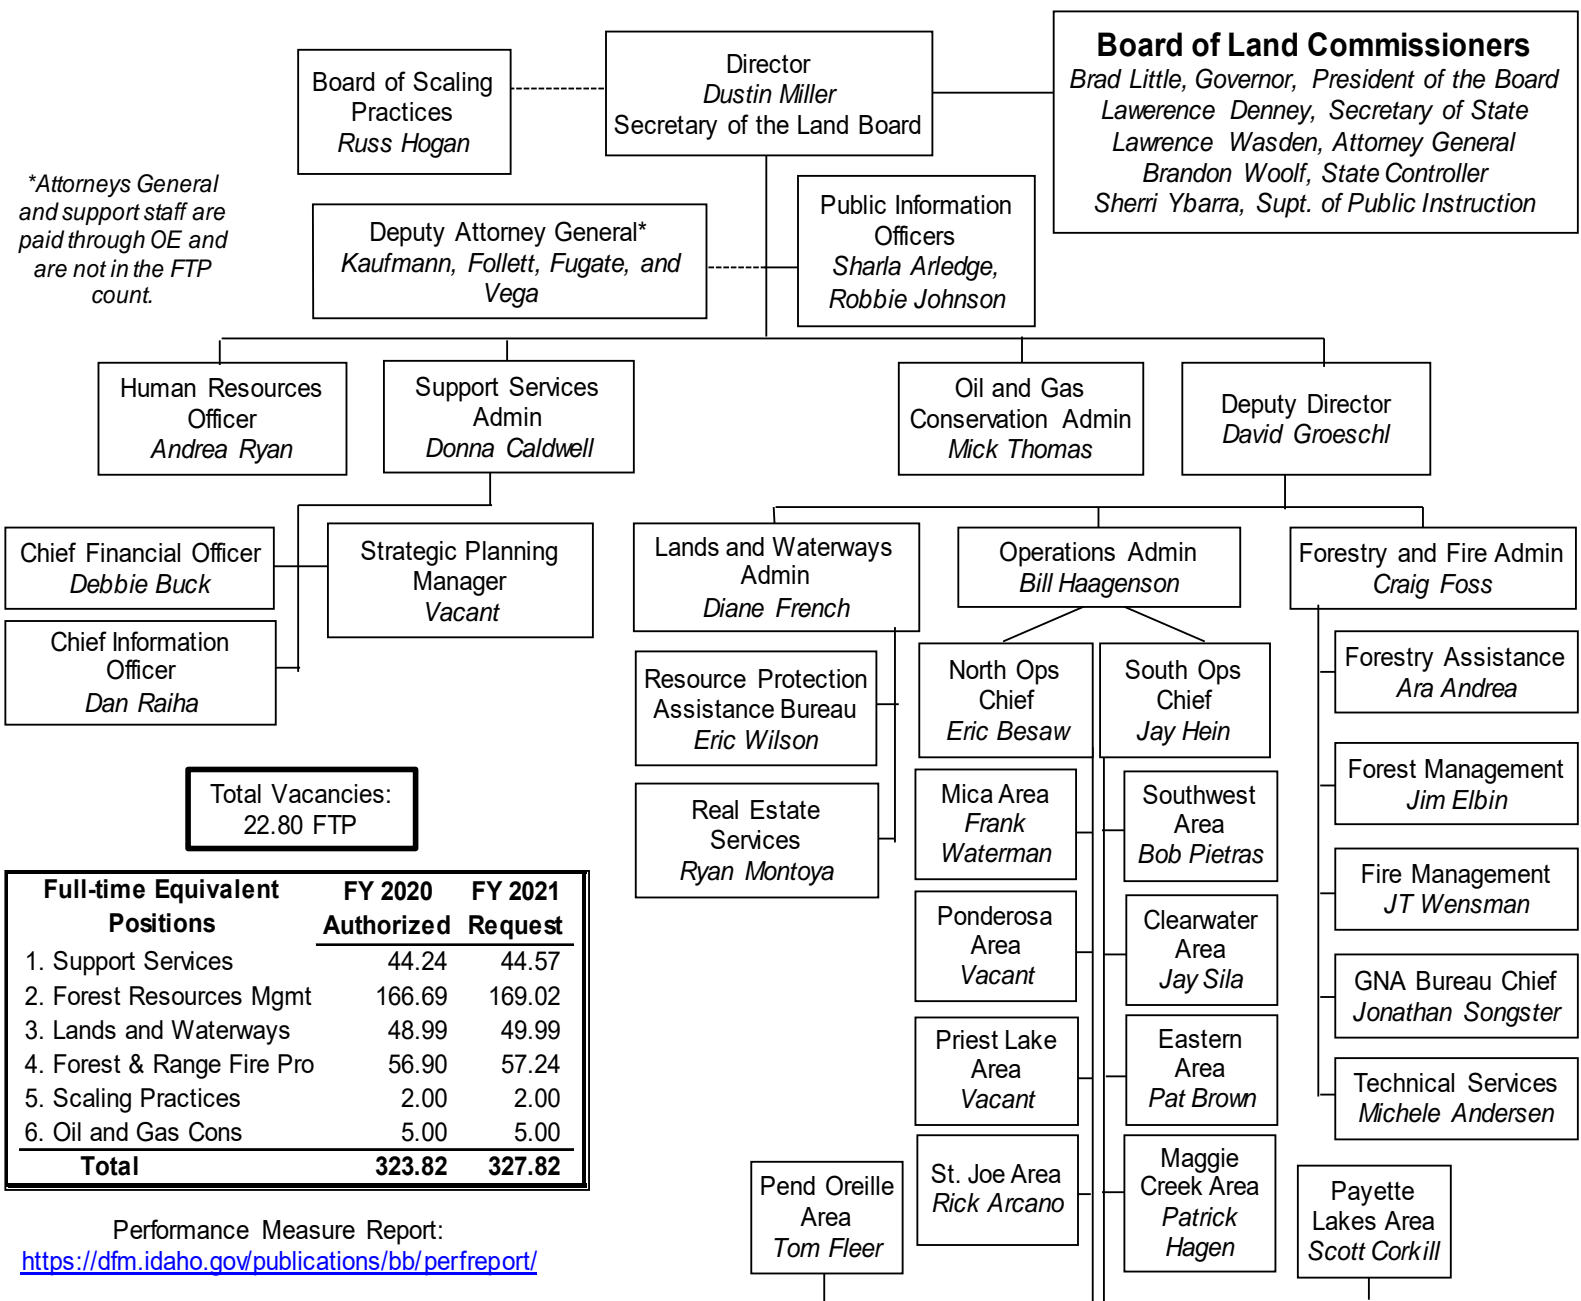 Board of Scaling
Practices
Russ Hogan
Director
Dustin Miller
Secretary of the Land Board
Board of Land Commissioners
Brad Little, Governor, President of the Board
Lawerence Denney, Secretary of State
Lawrence Wasden, Attorney General
Brandon Woolf, State Controller
Sherri Ybarra, Supt. of Public Instruction
*Attorneys General
and support staff are
paid through OE and
are not in the FTP
count.
Deputy Attorney General*
Kaufmann, Follett, Fugate, and
Vega
Public Information
Officers
Sharla Arledge,
Robbie Johnson
Human Resources
Officer
Andrea Ryan
Support Services
Admin
Donna Caldwell
Oil and Gas
Conservation Admin
Mick Thomas
Deputy Director
David Groeschl
Chief Financial Officer
Debbie Buck
Strategic Planning
Manager
Vacant
Chief Information
Officer
Dan Raiha
Lands and Waterways
Admin
Diane French
Operations Admin
Bill Haagenson
Forestry and Fire Admin
Craig Foss
Resource Protection
Assistance Bureau
Eric Wilson
Real Estate
Services
Ryan Montoya
North Ops
Chief
Eric Besaw
South Ops
Chief
Jay Hein
Mica Area
Frank
Waterman
Southwest
Area
Bob Pietras
Ponderosa
Area
Vacant
Clearwater
Area
Jay Sila
Priest Lake
Area
Vacant
Eastern
Area
Pat Brown
St. Joe Area
Rick Arcano
Maggie
Creek Area
Patrick
Hagen
Pend Oreille
Area
Tom Fleer
Payette
Lakes Area
Scott Corkill
Forestry Assistance
Ara Andrea
Forest Management
Jim Elbin
Fire Management
JT Wensman
GNA Bureau Chief
Jonathan Songster
Technical Services
Michele Andersen
Total Vacancies:
22.80 FTP
Full-time Equivalent FY 2020 FY 2021
Positions Authorized Request
1. Support Services 44.24 44.57
2. Forest Resources Mgmt 166.69 169.02
3. Lands and Waterways 48.99 49.99
4. Forest & Range Fire Pro 56.90 57.24
5. Scaling Practices 2.00 2.00
6. Oil and Gas Cons 5.00 5.00
Total 323.82 327.82
Performance Measure Report:
https://dfm.idaho.gov/publications/bb/perfreport/